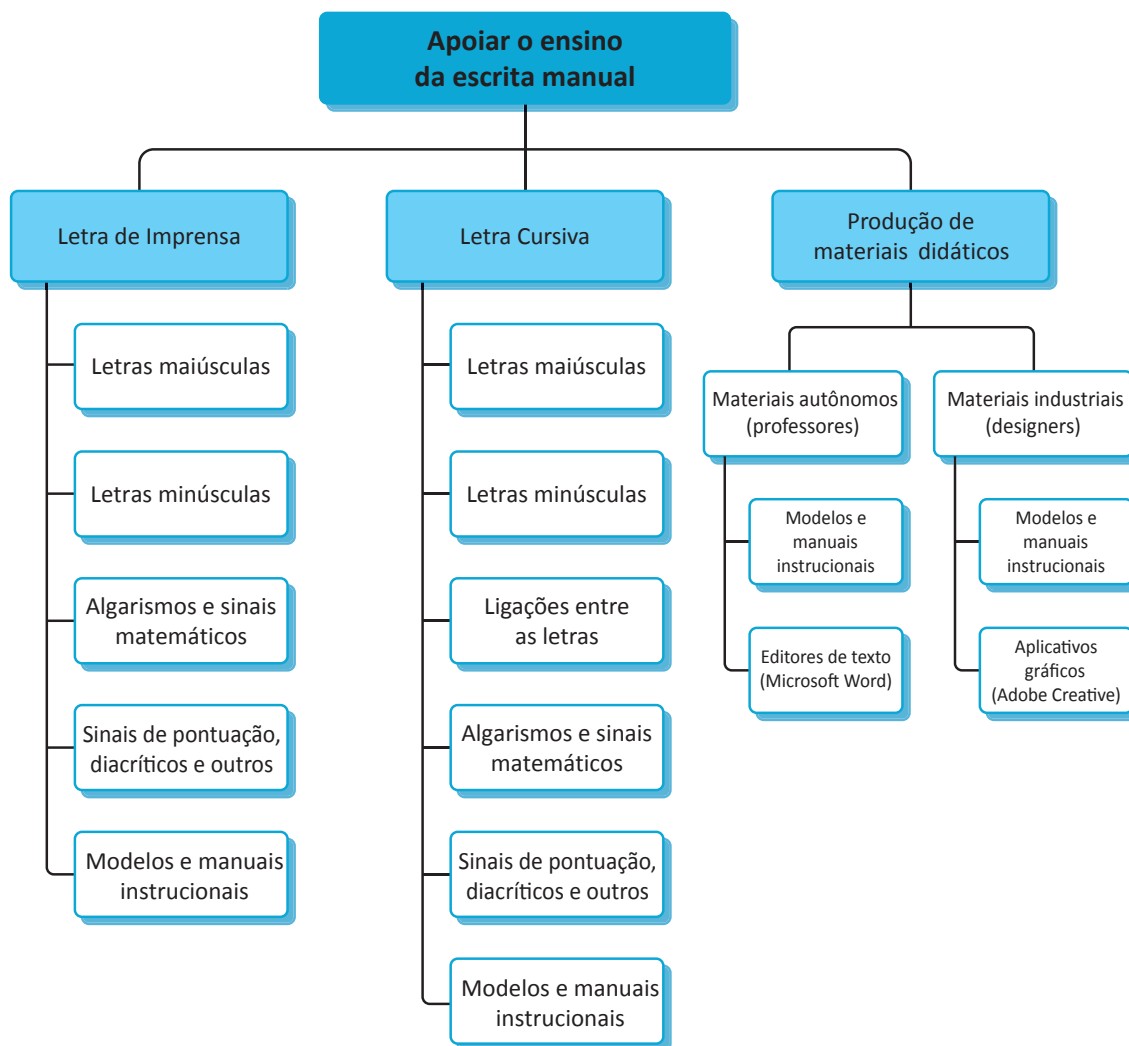 Apoiar o ensino
da escrita manual
Letra de Imprensa
Letras maiúsculas
Letras minúsculas
Algarismos e sinais
matemáticos
Sinais de pontuação,
diacríticos e outros
Modelos e manuais
instrucionais
Letra Cursiva
Letras maiúsculas
Letras minúsculas
Ligações entre
as letras
Algarismos e sinais
matemáticos
Sinais de pontuação,
diacríticos e outros
Modelos e manuais
instrucionais
Produção de
materiais didáticos
Materiais autônomos
(professores)
Modelos e
manuais
instrucionais
Editores de texto
(Microsoft Word)
Materiais industriais
(designers)
Modelos e
manuais
instrucionais
Aplicativos
gráficos
(Adobe Creative)